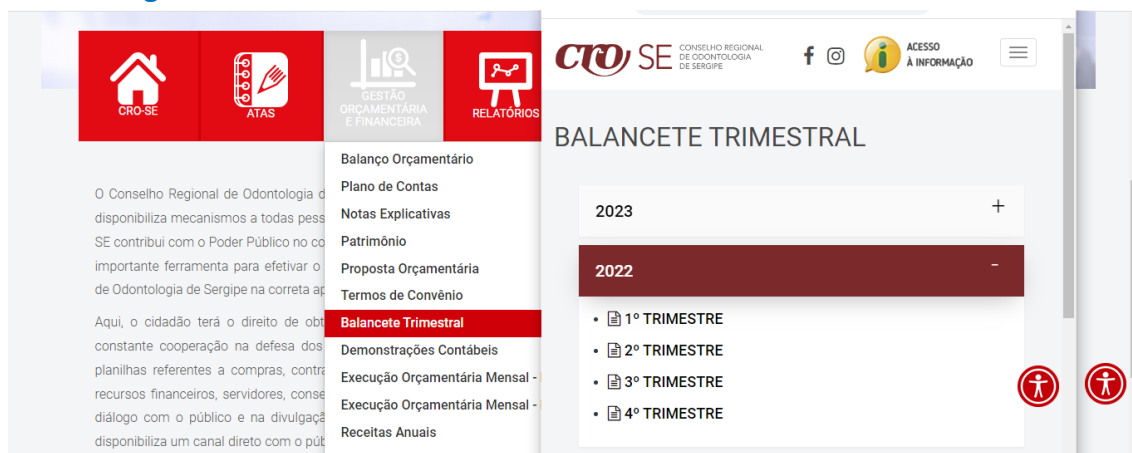 CRO-SE
ATAS
GESTÃO
ORÇAMENTÁRIA
E FINANCEIRA
RELATÓRIOS
Balanço Orçamentário
Plano de Contas
Notas Explicativas
Patrimônio
Proposta Orçamentária
Termos de Convênio
Balancete Trimestral
Demonstrações Contábeis
Execução Orçamentária Mensal -
Execução Orçamentária Mensal -
Receitas Anuais
O Conselho Regional de Odontologia d
disponibiliza mecanismos a todas pess
SE contribui com o Poder Público no co
importante ferramenta para efetivar o
de Odontologia de Sergipe na correta ap
Aqui, o cidadão terá o direito de obt
constante cooperação na defesa dos
planilhas referentes a compras, contra
recursos financeiros, servidores, conse
diálogo com o público e na divulgaçã
disponibiliza um canal direto com o púb
CRO SE CONSELHO REGIONAL
DE ODONTOLOGIA
DE SERGIPE
ACESSO
À INFORMAÇÃO
BALANCETE TRIMESTRAL
2023 +
2022 -
• 1º TRIMESTRE
• 2º TRIMESTRE
• 3º TRIMESTRE
• 4º TRIMESTRE